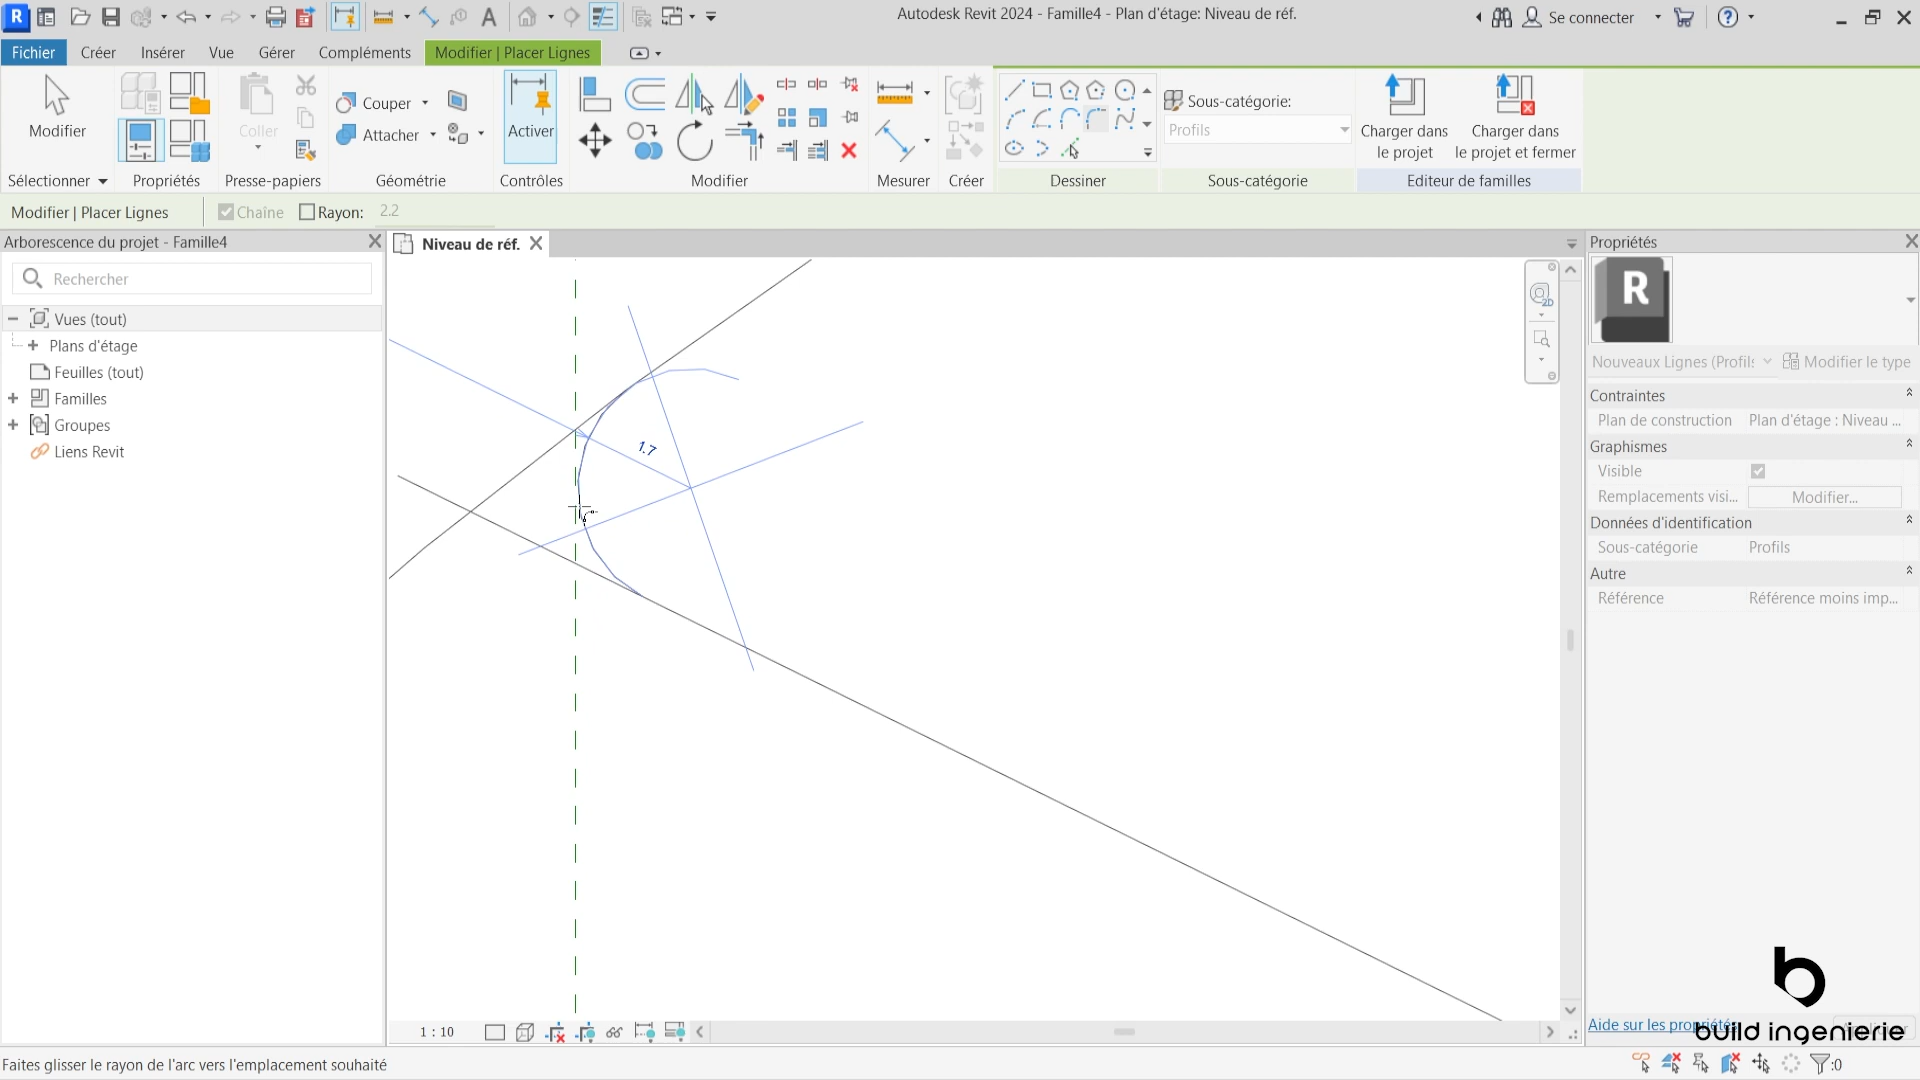 Autodesk Revit 2024 - Famille4 - Plan d'étage: Niveau de réf.
Se connecter
Fichier Créer Insérer Vue Gérer Compléments Modifier | Placer Lignes
Modifier
Coller
Couper
Attacher
Activer
Sous-catégorie:
Profils
Charger dans
le projet
Charger dans
le projet et fermer
Sélectionner Propriétés Presse-papiers Géométrie Contrôles Modifier Mesurer Créer Dessiner Sous-catégorie Editeur de familles
Modifier | Placer Lignes Chaîne Rayon: 2.2
Arborescence du projet - Famille4
Rechercher
Vues (tout)
Plans d'étage
Feuilles (tout)
Familles
Groupes
Liens Revit
Niveau de réf.
2D
1.7
1 : 10
Propriétés
R
Nouveaux Lignes (Profils Modifier le type
Contraintes
Plan de construction Plan d'étage : Niveau ...
Graphismes
Visible
Remplacements visi... Modifier...
Données d'identification
Sous-catégorie Profils
Autre
Référence Référence moins imp...
Aide sur les propriétés
b
build ingenierie
Faites glisser le rayon de l'arc vers l'emplacement souhaité
:0